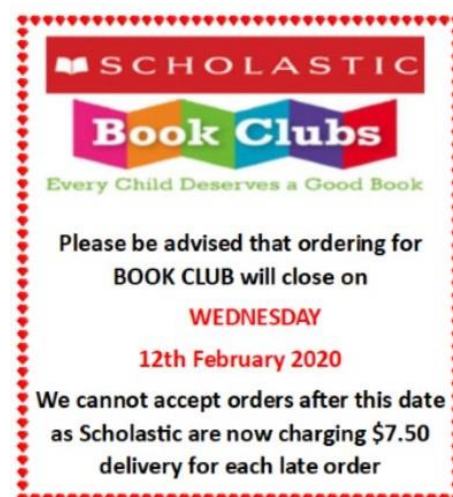 SCHOLASTIC
Book Clubs
Every Child Deserves a Good Book
Please be advised that ordering for
BOOK CLUB will close on
WEDNESDAY
12th February 2020
We cannot accept orders after this date
as Scholastic are now charging $7.50
delivery for each late order